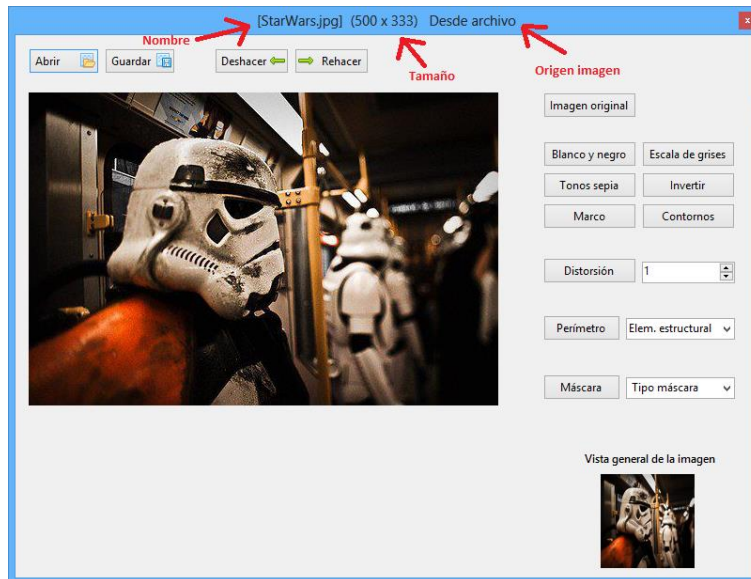 [StarWars.jpg] (500 x 333) Desde archivo
Nombre
Tamaño
Origen imagen
Abrir
Guardar
Deshacer
Rehacer
Imagen original
Blanco y negro
Escala de grises
Tonos sepia
Invertir
Marco
Contornos
Distorsión
1
Perímetro
Elem. estructural
Máscara
Tipo máscara
Vista general de la imagen